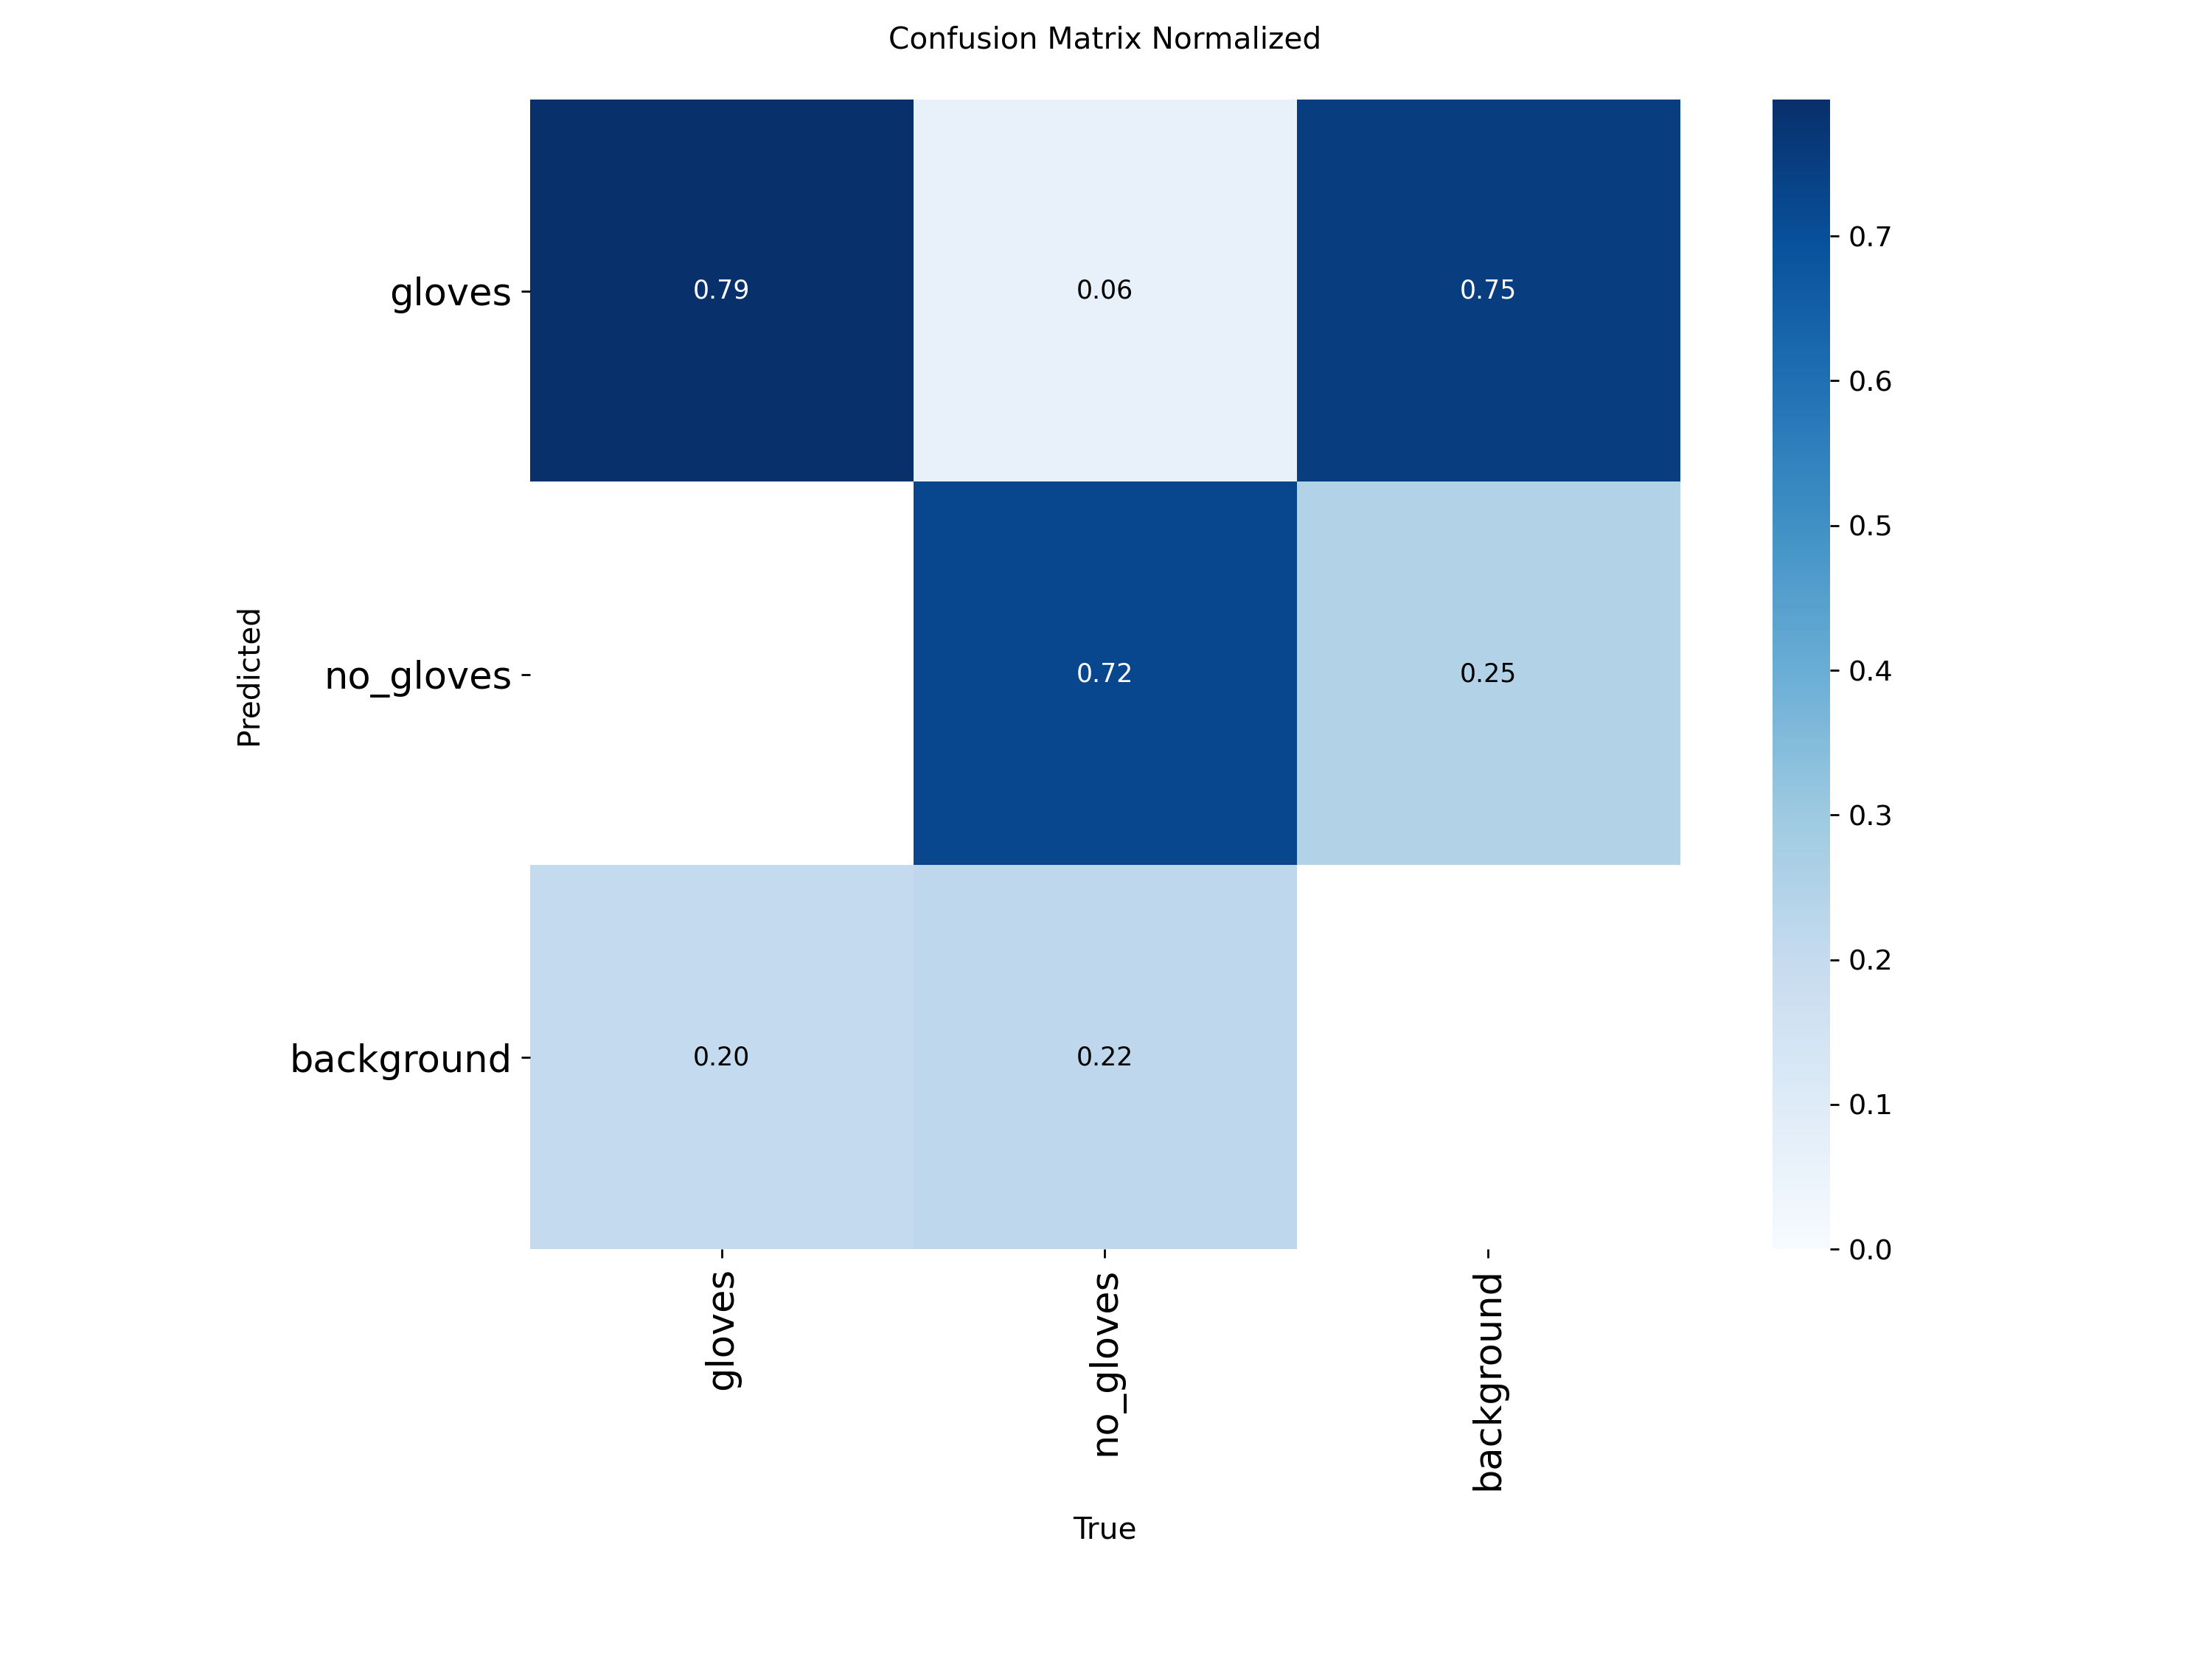 Confusion Matrix Normalized
Predicted
gloves
0.79
0.06
0.75
no_gloves
0.72
0.25
background
0.20
0.22
gloves
no_gloves
background
True
0.7
0.6
0.5
0.4
0.3
0.2
0.1
0.0